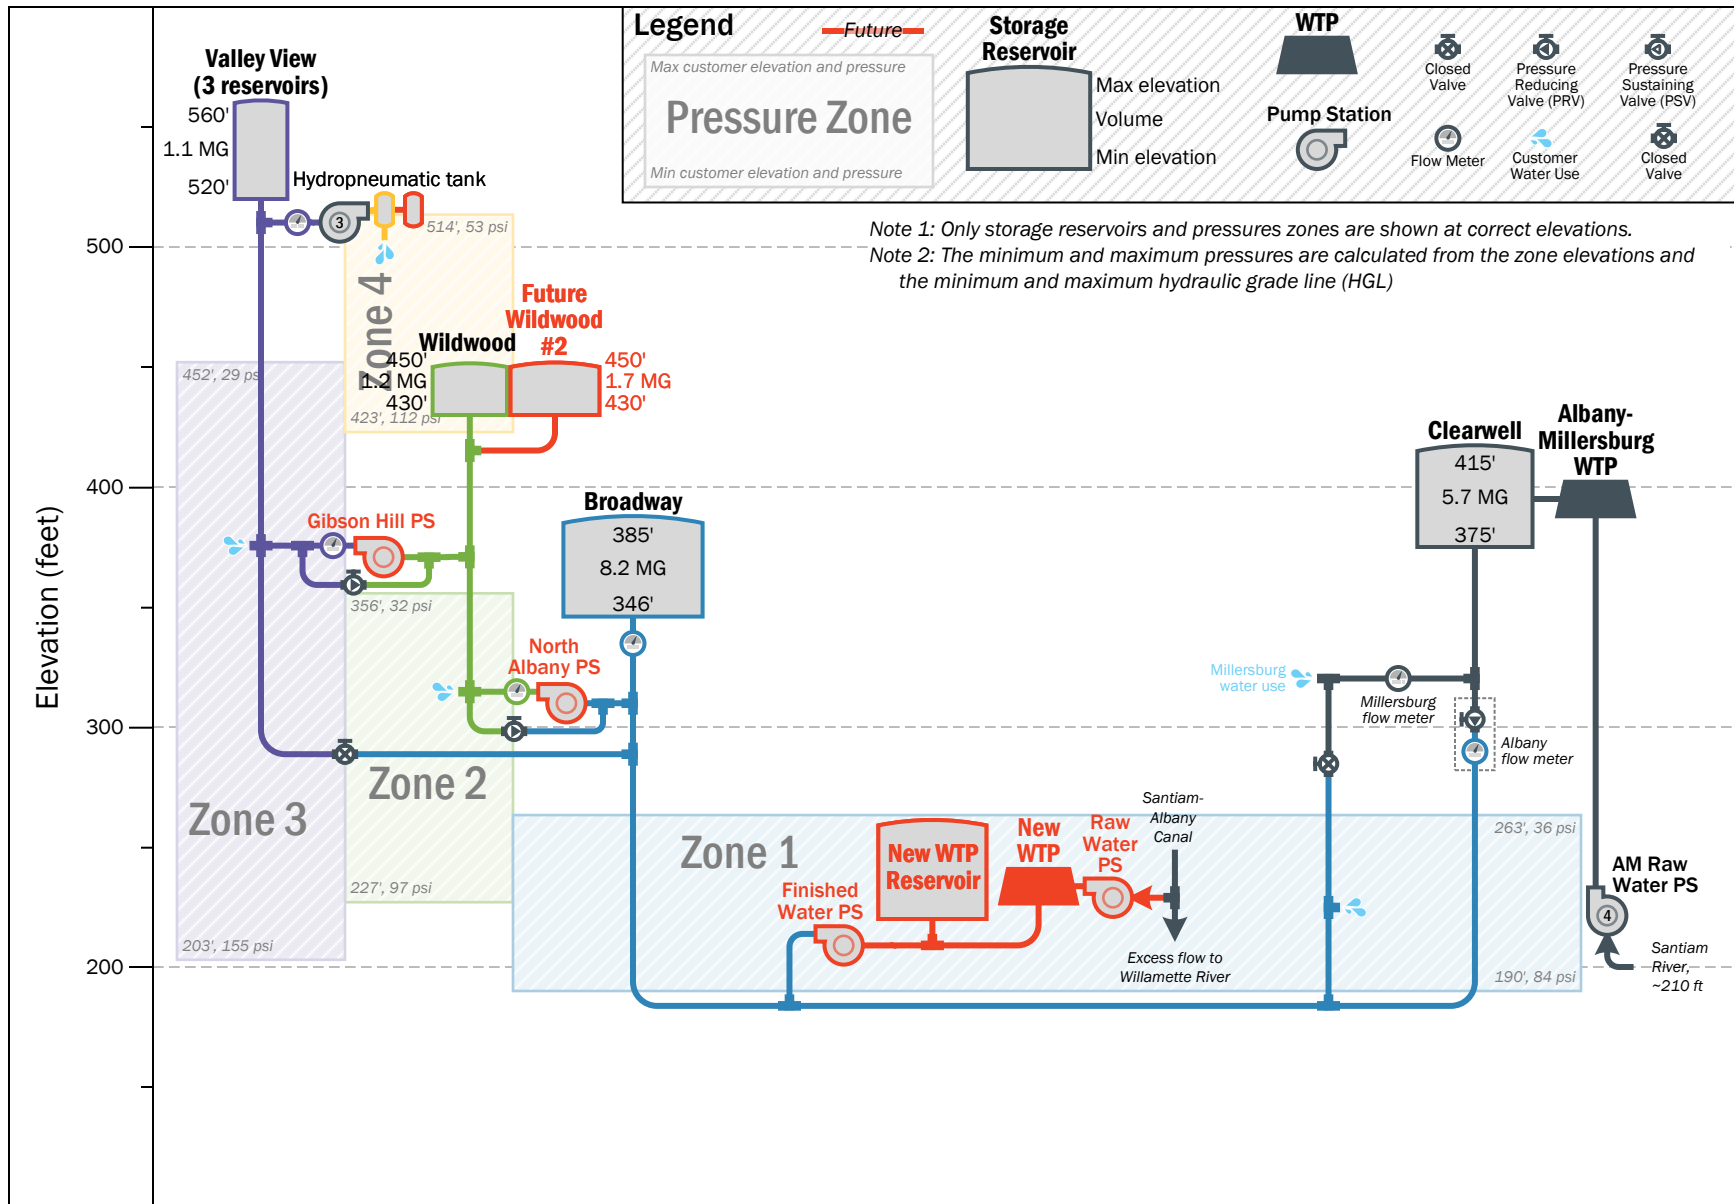 Legend
Future
Max customer elevation and pressure
Pressure Zone
Min customer elevation and pressure
Storage
Reservoir
Max elevation
Volume
Min elevation
WTP
Pump Station
Closed
Valve
Pressure
Reducing
Valve (PRV)
Pressure
Sustaining
Valve (PSV)
Flow Meter
Customer
Water Use
Closed
Valve
Note 1: Only storage reservoirs and pressures zones are shown at correct elevations.
Note 2: The minimum and maximum pressures are calculated from the zone elevations and
the minimum and maximum hydraulic grade line (HGL)
Elevation (feet)
500
400
300
200
Valley View
(3 reservoirs)
560'
1.1 MG
520'
Hydropneumatic tank
3
514', 53 psi
Zone 4
423', 112 psi
Wildwood
450'
1.2 MG
430'
Future
Wildwood
#2
450'
1.7 MG
430'
452', 29 psi
Zone 3
203', 155 psi
Gibson Hill PS
356', 32 psi
Zone 2
227', 97 psi
North
Albany PS
Broadway
385'
8.2 MG
346'
Clearwell
415'
5.7 MG
375'
Albany-
Millersburg
WTP
Millersburg
water use
Millersburg
flow meter
Albany
flow meter
263', 36 psi
Zone 1
190', 84 psi
Finished
Water PS
New WTP
Reservoir
New
WTP
Raw
Water
PS
Santiam-
Albany
Canal
Excess flow to
Willamette River
AM Raw
Water PS
4
Santiam
River,
~210 ft